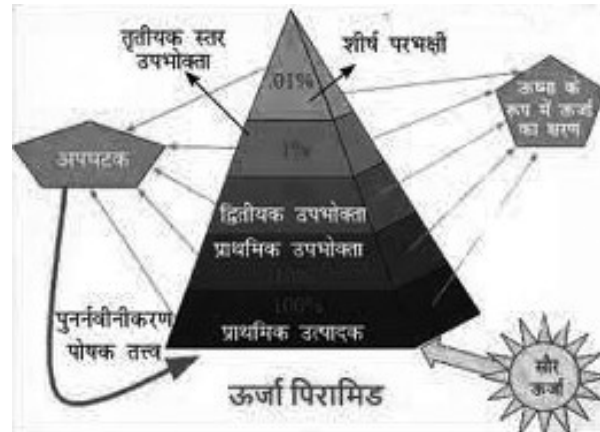 तृतीयक स्तर
उपभोक्ता
शीर्ष परभक्षी
.01%
ऊष्मा के
रूप में ऊर्जा
का क्षरण
1%
अपघटक
द्वितीयक उपभोक्ता
प्राथमिक उपभोक्ता
10%
100%
प्राथमिक उत्पादक
पुनर्नवीनीकरण
पोषक तत्त्व
सौर
ऊर्जा
ऊर्जा पिरामिड